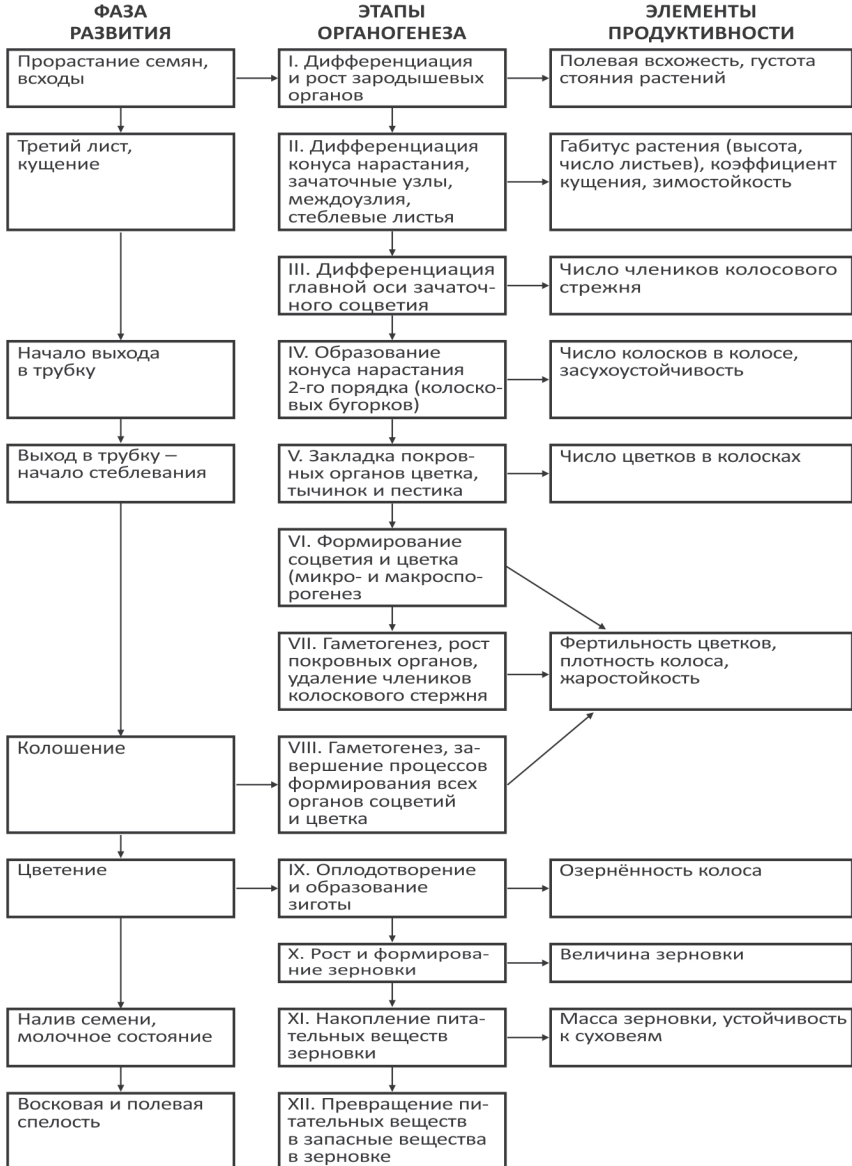 ФАЗА
РАЗВИТИЯ
ЭТАПЫ
ОРГАНОГЕНЕЗА
ЭЛЕМЕНТЫ
ПРОДУКТИВНОСТИ
Прорастание семян,
всходы
I. Дифференциация
и рост зародышевых
органов
Полевая всхожесть, густота
стояния растений
Третий лист,
кущение
II. Дифференциация
конуса нарастания,
зачаточные узлы,
междоузлия,
стеблевые листья
Габитус растения (высота,
число листьев), коэффициент
кущения, зимостойкость
III. Дифференциация
главной оси зачаточ-
ного соцветия
Число члеников колосового
стрежня
Начало выхода
в трубку
IV. Образование
конуса нарастания
2-го порядка (колоско-
вых бугорков)
Число колосков в колосе,
засухоустойчивость
Выход в трубку –
начало стеблевания
V. Закладка покров-
ных органов цветка,
тычинок и пестика
Число цветков в колосках
VI. Формирование
соцветия и цветка
(микро- и макроспо-
рогенез
VII. Гаметогенез, рост
покровных органов,
удаление члеников
колоскового стержня
Фертильность цветков,
плотность колоса,
жаростойкость
Колошение
VIII. Гаметогенез, за-
вершение процессов
формирования всех
органов соцветий
и цветка
Цветение
IX. Оплодотворение
и образование
зиготы
Озернённость колоса
X. Рост и формирова-
ние зерновки
Величина зерновки
Налив семени,
молочное состояние
XI. Накопление пита-
тельных веществ
зерновки
Масса зерновки, устойчивость
к суховеям
Восковая и полевая
спелость
XII. Превращение пи-
тательных веществ
в запасные вещества
в зерновке